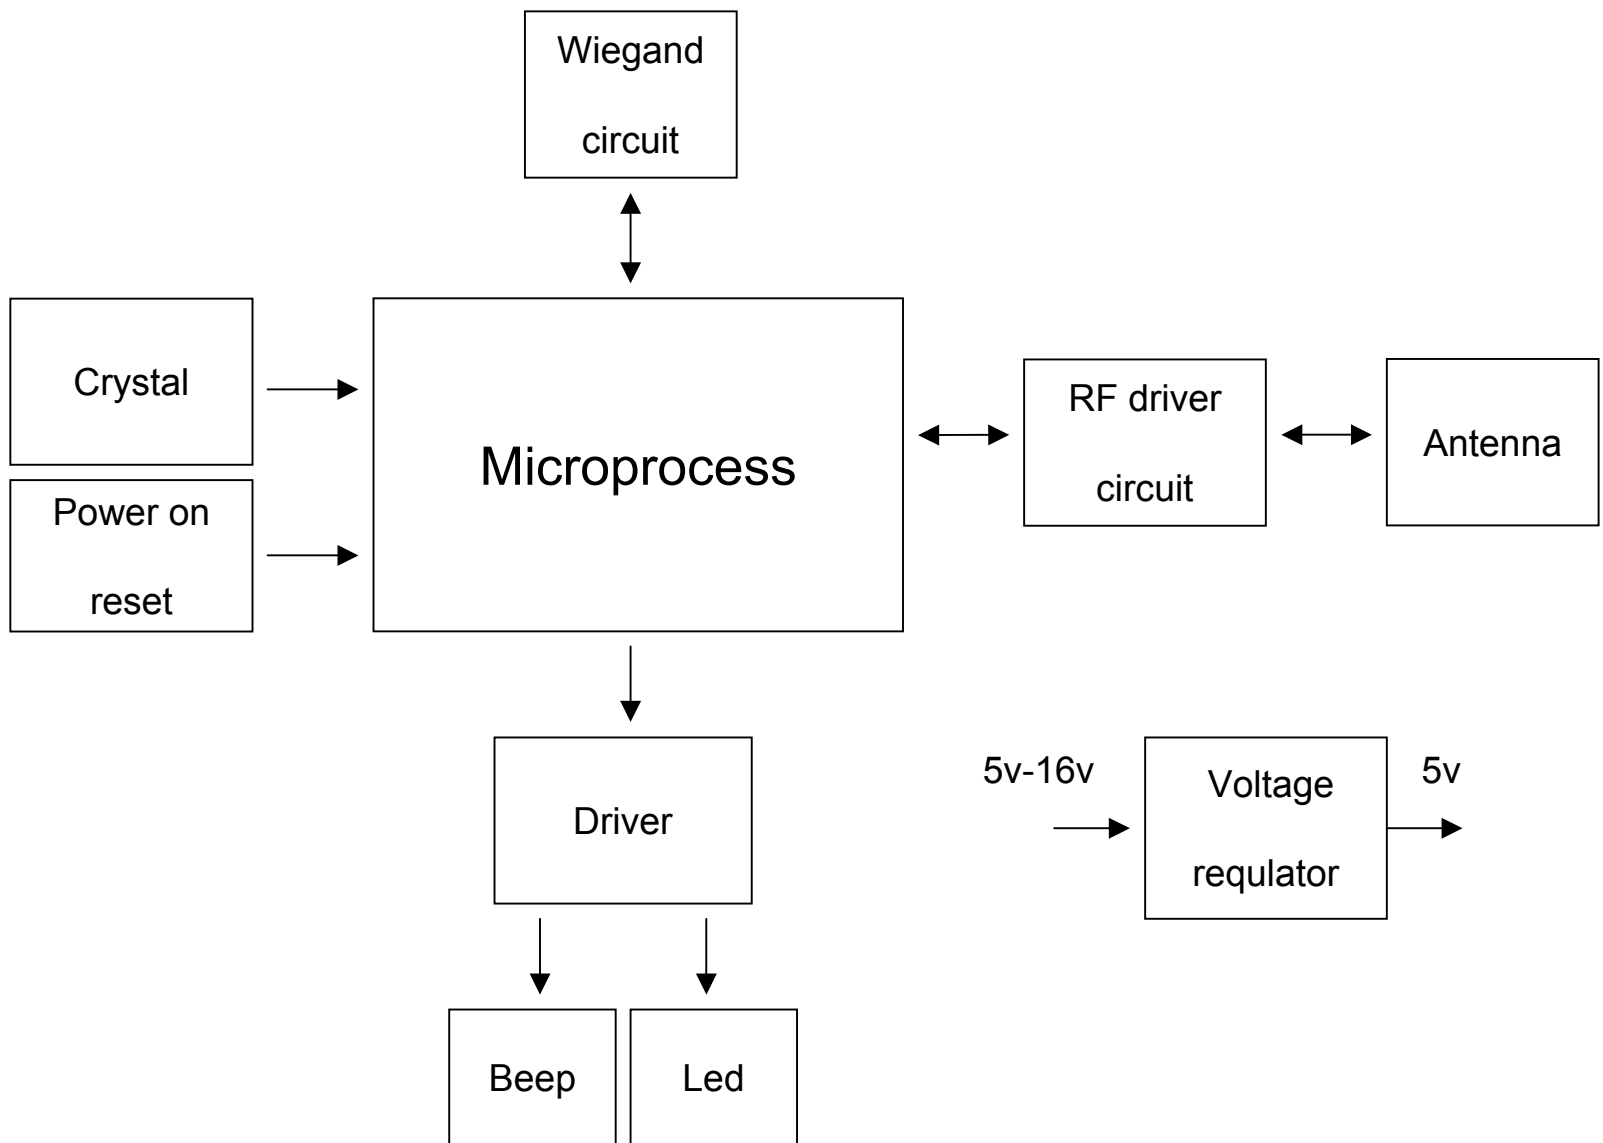 Wiegand
circuit
Crystal
Power on
reset
Microprocess
RF driver
circuit
Antenna
Driver
5v-16v
Voltage
requlator
5v
Beep
Led